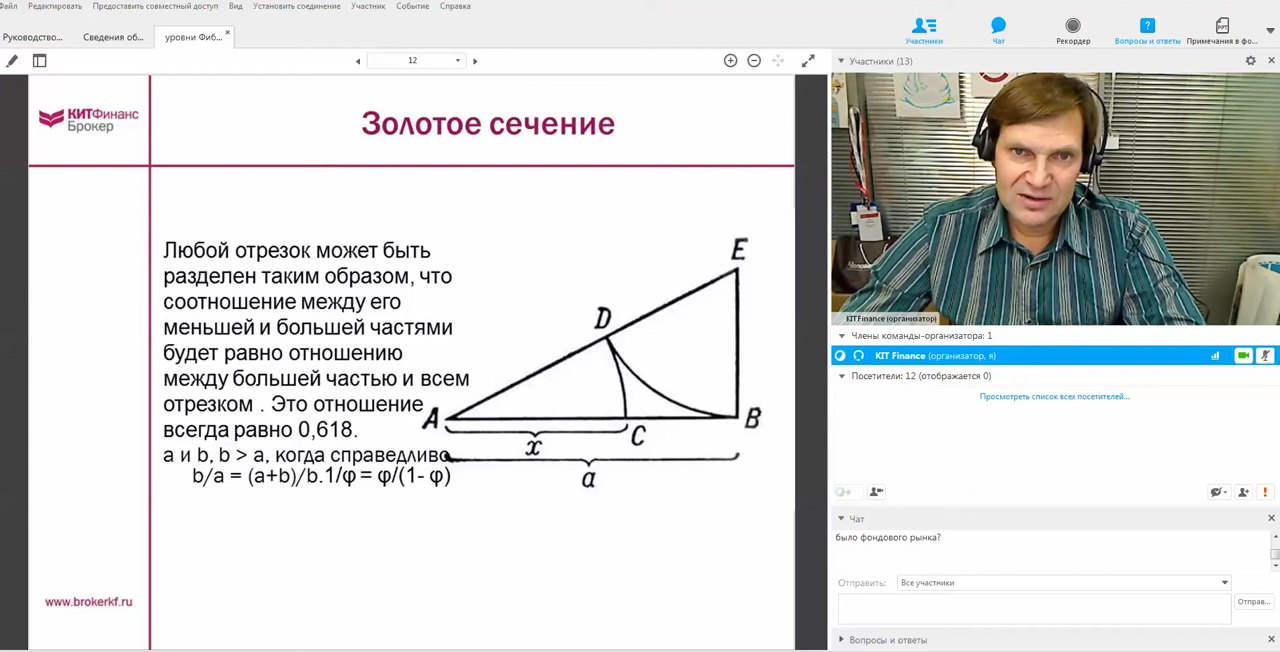 Файл Редактировать Предоставить совместный доступ Вид Установить соединение Участник Событие Справка
Руководство... Сведения об... уровни Фиб...
Участники Чат Рекордер Вопросы и ответы Примечания в фо...
12
Участники (13)
КИТФинанс
Брокер
Золотое сечение
Любой отрезок может быть
разделен таким образом, что
соотношение между его
меньшей и большей частями
будет равно отношению
между большей частью и всем
отрезком . Это отношение
всегда равно 0,618.
a и b, b > a, когда справедливо
b/a = (a+b)/b.1/φ = φ/(1- φ)
E
D
A
B
C
x
a
www.brokerkf.ru
KITFinance (организатор)
Члены команды-организатора: 1
KIT Finance (организатор, я)
Посетители: 12 (отображается 0)
Просмотреть список всех посетителей...
Чат
было фондового рынка?
Отправить: Все участники
Отправ...
Вопросы и ответы